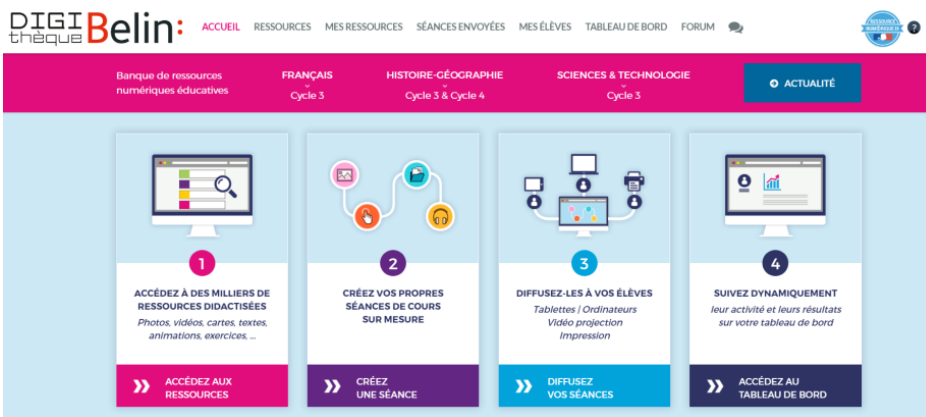 DIGI
thèque
Belin:
ACCUEIL RESSOURCES MES RESSOURCES SÉANCES ENVOYÉES MES ÉLÈVES TABLEAU DE BORD FORUM
RESSOURCE
NUMÉRIQUE
?
Banque de ressources
numériques éducatives
FRANÇAIS
Cycle 3
HISTOIRE-GÉOGRAPHIE
Cycle 3 & Cycle 4
SCIENCES & TECHNOLOGIE
Cycle 3
ACTUALITÉ
1
ACCÉDEZ À DES MILLIERS DE
RESSOURCES DIDACTISÉES
Photos, vidéos, cartes, textes,
animations, exercices, ...
ACCÉDEZ AUX
RESSOURCES
2
CRÉEZ VOS PROPRES
SÉANCES DE COURS
SUR MESURE
CRÉEZ
UNE SÉANCE
3
DIFFUSEZ-LES À VOS ÉLÈVES
Tablettes | Ordinateurs
Vidéo projection
Impression
DIFFUSEZ
VOS SÉANCES
4
SUIVEZ DYNAMIQUEMENT
leur activité et leurs résultats
sur votre tableau de bord
ACCÉDEZ AU
TABLEAU DE BORD